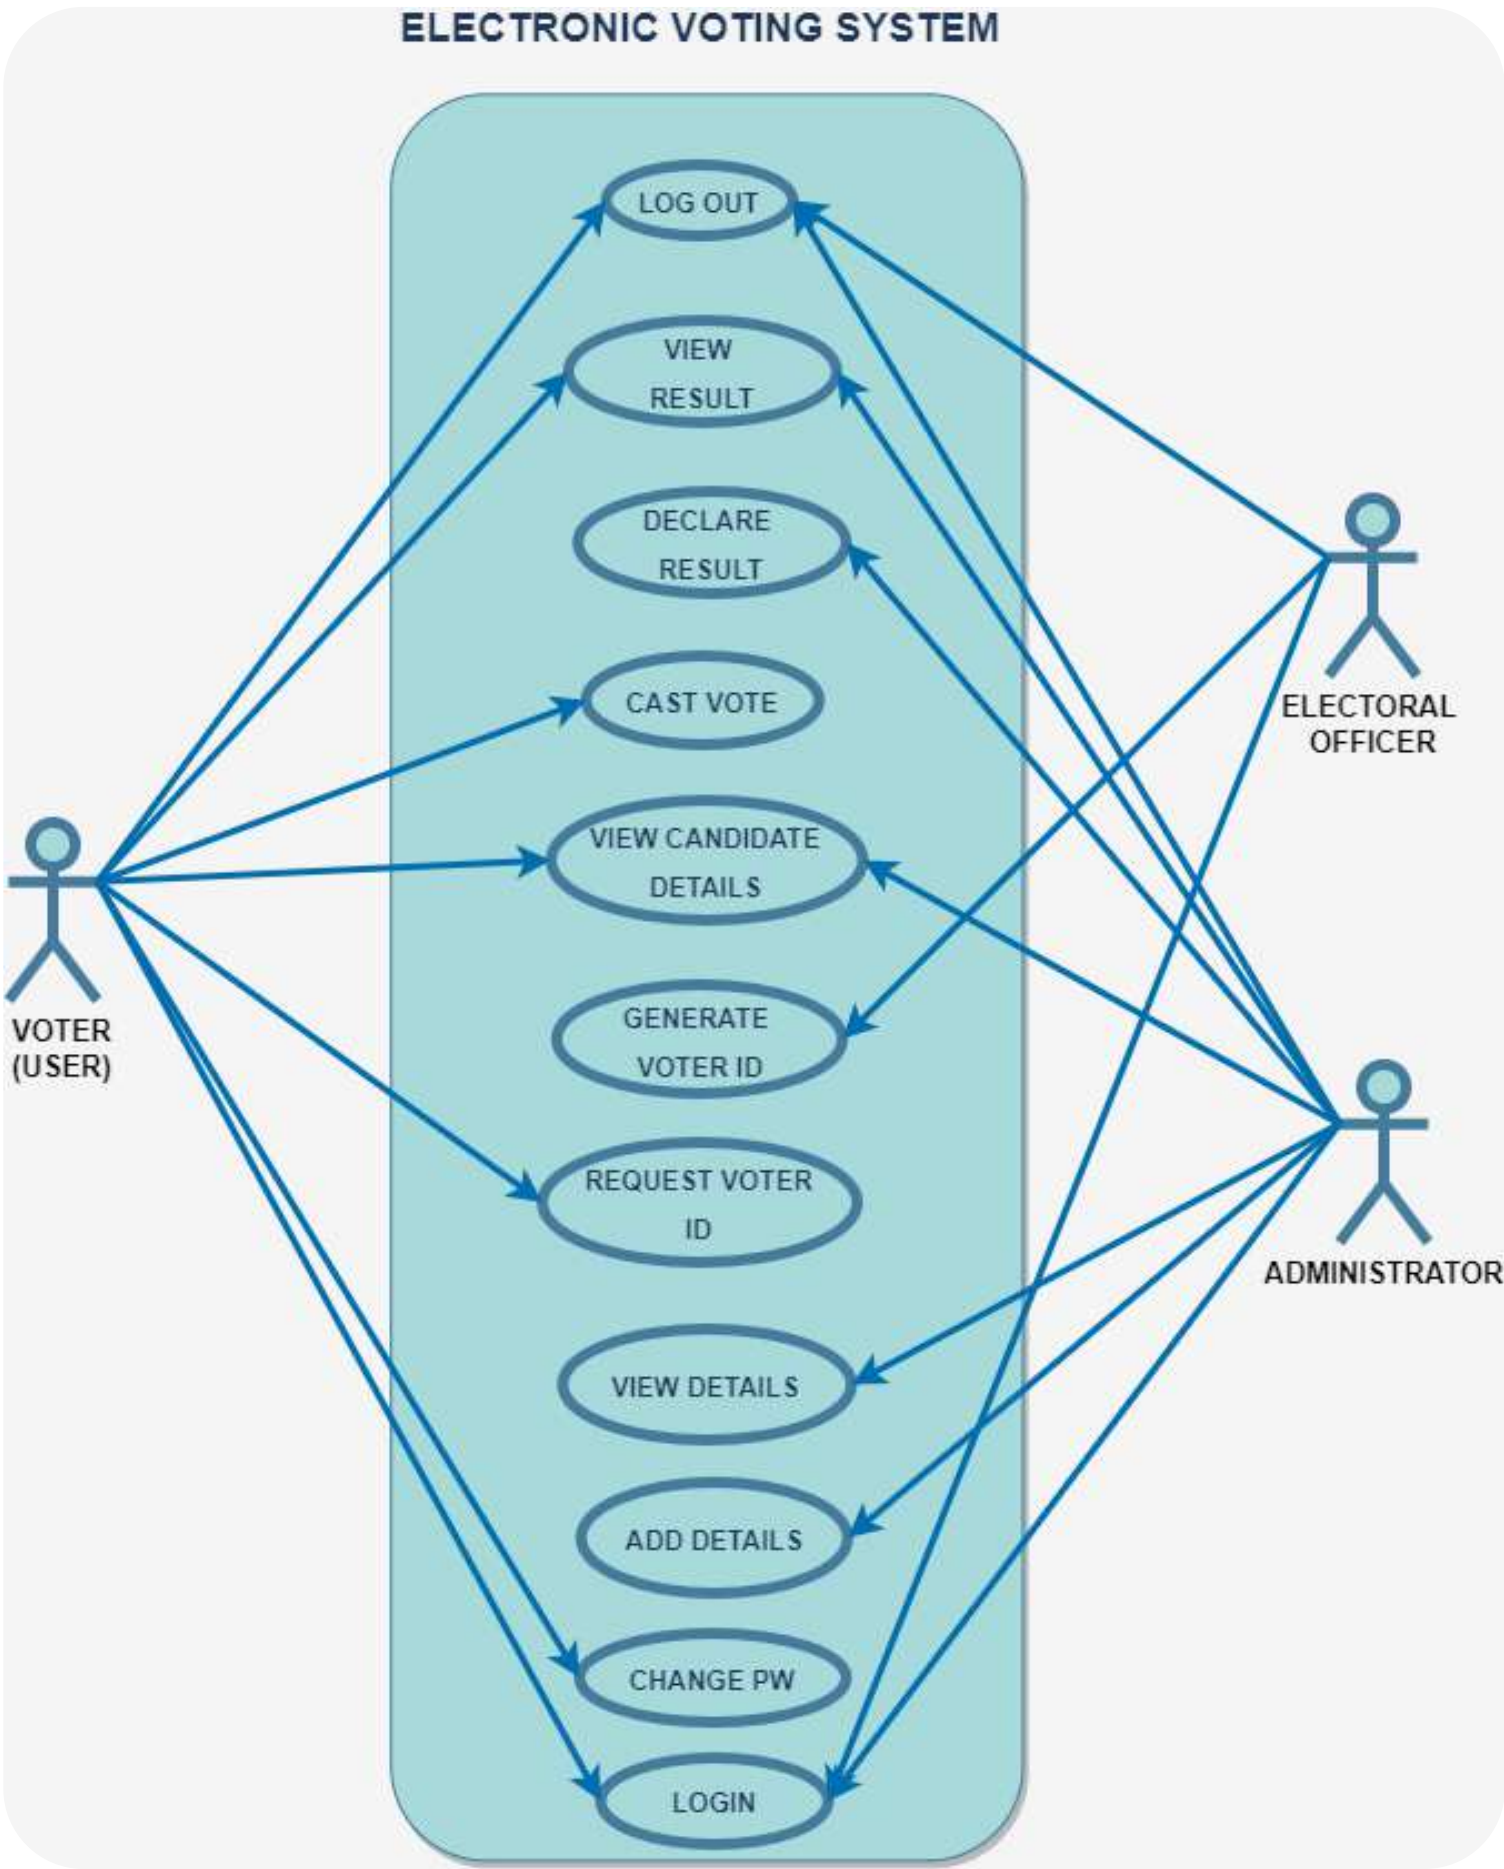 ELECTRONIC VOTING SYSTEM
LOG OUT
VIEW
RESULT
DECLARE
RESULT
CAST VOTE
VIEW CANDIDATE
DETAILS
GENERATE
VOTER ID
REQUEST VOTER
ID
VIEW DETAILS
ADD DETAILS
CHANGE PW
LOGIN
VOTER
(USER)
ELECTORAL
OFFICER
ADMINISTRATOR